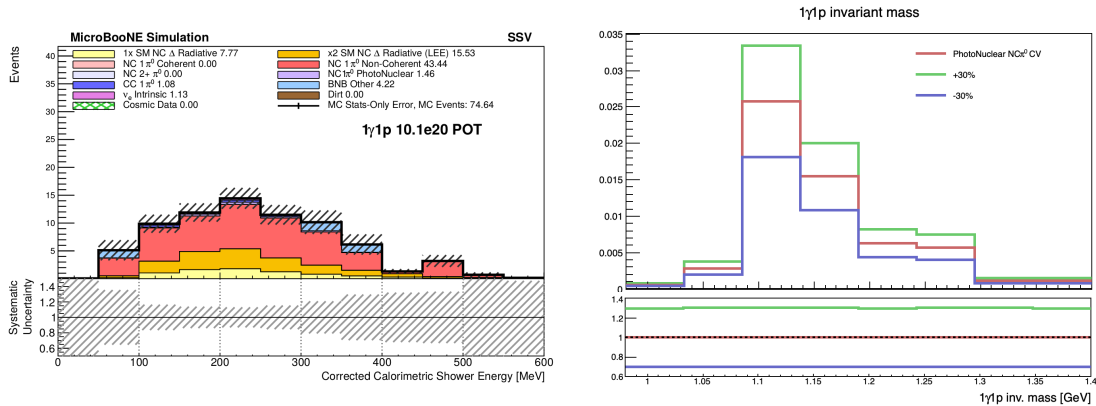 MicroBooNE Simulation SSV
1x SM NC Δ Radiative 7.77
x2 SM NC Δ Radiative (LEE) 15.53
NC 1π⁰ Coherent 0.00
NC 1π⁰ Non-Coherent 43.44
NC 2+ π⁰ 0.00
NC1π⁰ PhotoNuclear 1.46
CC 1π⁰ 1.08
BNB Other 4.22
νe Intrinsic 1.13
Dirt 0.00
Cosmic Data 0.00
MC Stats-Only Error, MC Events: 74.64
1γ1p 10.1e20 POT
Events
40
35
30
25
20
15
10
5
Systematic
Uncertainty
1.4
1.2
1
0.8
0.6
0 100 200 300 400 500 600
Corrected Calorimetric Shower Energy [MeV]
1γ1p invariant mass
PhotoNuclear NCπ⁰ CV
+30%
-30%
0.035
0.03
0.025
0.02
0.015
0.01
0.005
0
1.4
1.2
1
0.8
0.6
1 1.05 1.1 1.15 1.2 1.25 1.3 1.35 1.4
1γ1p inv. mass [GeV]